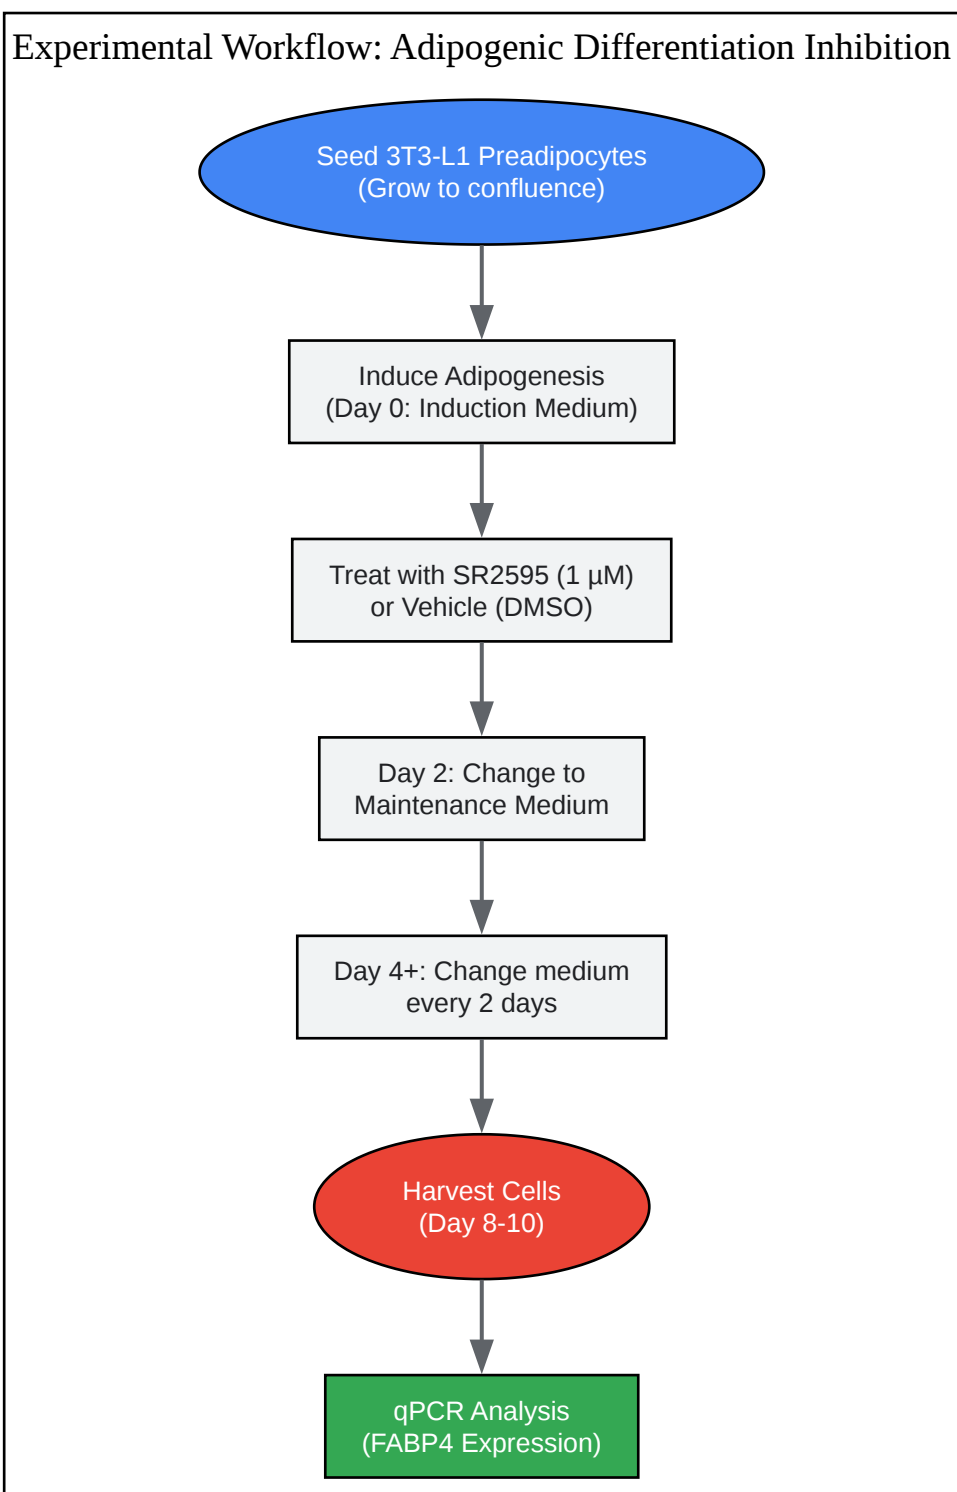 Experimental Workflow: Adipogenic Differentiation Inhibition
Seed 3T3-L1 Preadipocytes
(Grow to confluence)
Induce Adipogenesis
(Day 0: Induction Medium)
Treat with SR2595 (1 µM)
or Vehicle (DMSO)
Day 2: Change to
Maintenance Medium
Day 4+: Change medium
every 2 days
Harvest Cells
(Day 8-10)
qPCR Analysis
(FABP4 Expression)